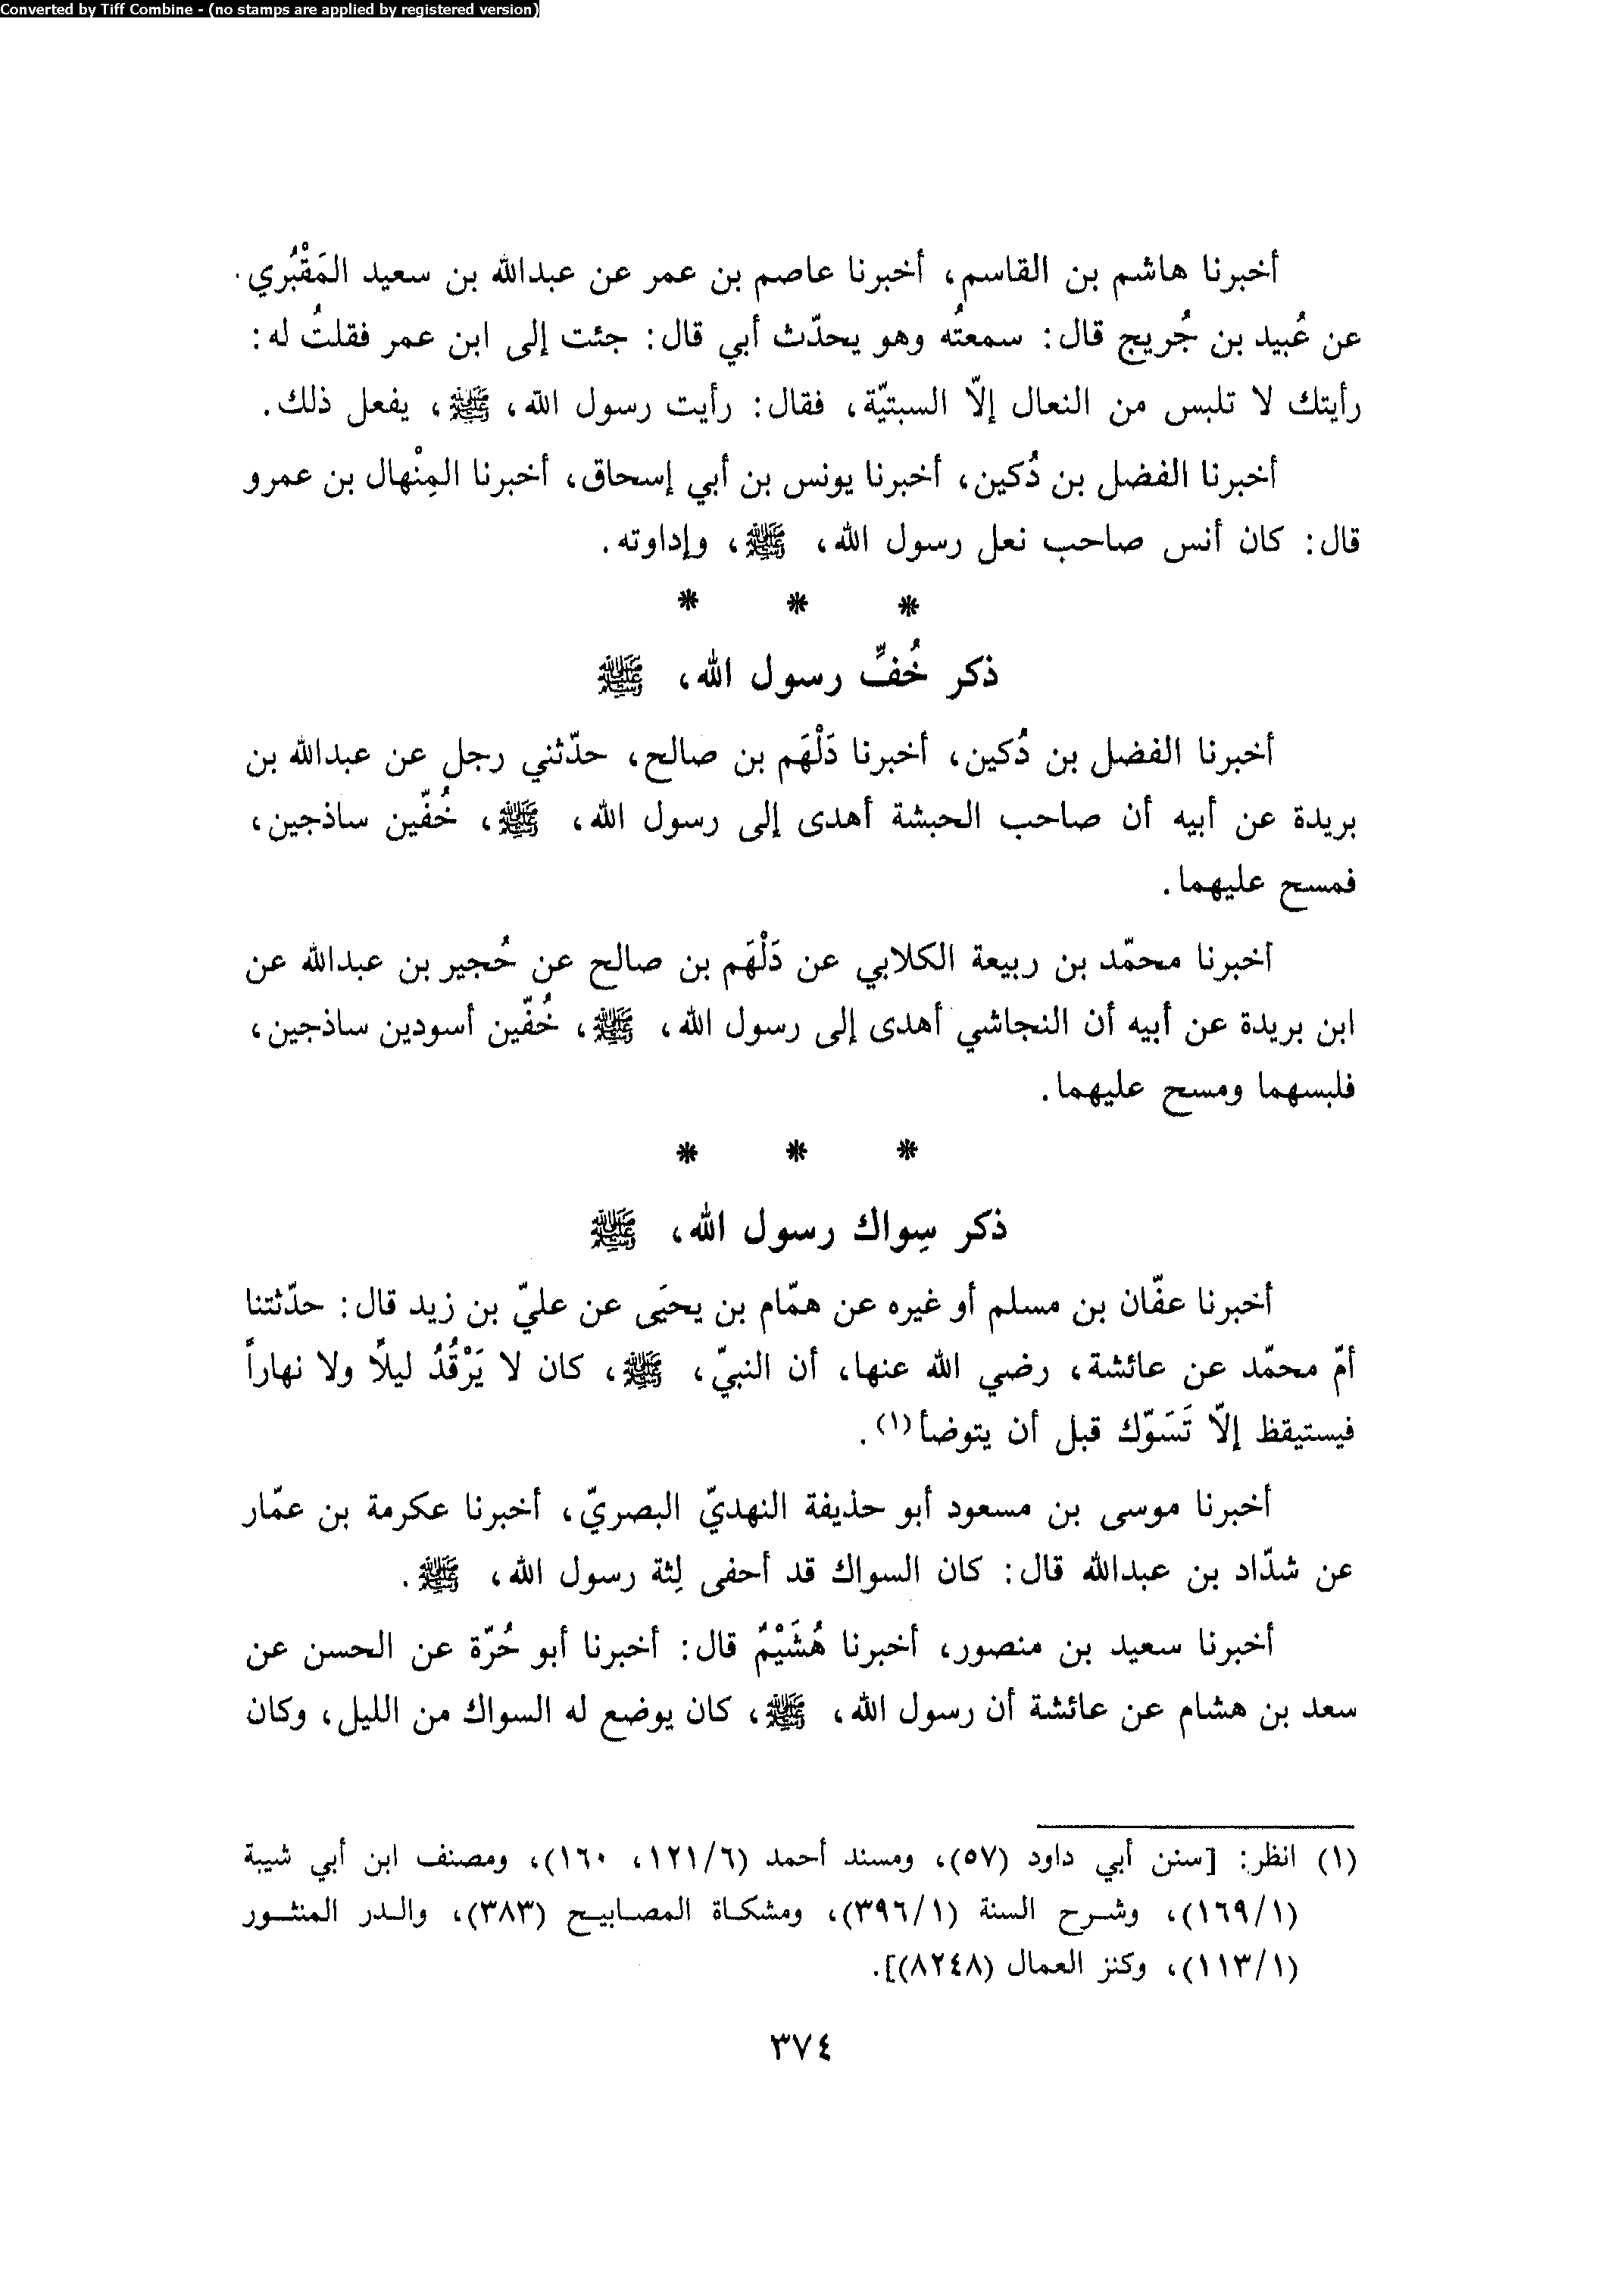 Converted by Tiff Combine - (no stamps are applied by registered version)
أخبرنا هاشم بن القاسم، أخبرنا عاصم بن عمر عن عبدالله بن سعيد المَقْبُري
عن عُبيد بن جُريج قال: سمعتُه وهو يحدّث أبي قال: جئت إلى ابن عمر فقلتُ له:
رأيتك لا تلبس من النعال إلّا السبتيّة، فقال: رأيت رسول الله، ﷺ، يفعل ذلك.
أخبرنا الفضل بن دُكين، أخبرنا يونس بن أبي إسحاق، أخبرنا المِنْهال بن عمرو
قال: كان أنس صاحب نعل رسول الله، ﷺ، وإداوته.
* * *
ذكر خُفِّ رسول الله، ﷺ
أخبرنا الفضل بن دُكين، أخبرنا دَلْهَم بن صالح، حدّثني رجل عن عبدالله بن
بريدة عن أبيه أن صاحب الحبشة أهدى إلى رسول الله، ﷺ، خُفّين ساذجين،
فمسح عليهما.
أخبرنا محمّد بن ربيعة الكلابي عن دَلْهَم بن صالح عن حُجير بن عبدالله عن
ابن بريدة عن أبيه أن النجاشي أهدى إلى رسول الله، ﷺ، خُفّين أسودين ساذجين،
فلبسهما ومسح عليهما.
* * *
ذكر سِواك رسول الله، ﷺ
أخبرنا عفّان بن مسلم أو غيره عن همّام بن يحيَى عن عليّ بن زيد قال: حدّثتنا
أمّ محمّد عن عائشة، رضي الله عنها، أن النبيّ، ﷺ، كان لا يَرْقُدُ ليلًا ولا نهاراً
فيستيقظ إلّا تَسَوّك قبل أن يتوضأ(١).
أخبرنا موسى بن مسعود أبو حذيفة النهديّ البصريّ، أخبرنا عكرمة بن عمّار
عن شدّاد بن عبدالله قال: كان السواك قد أحفى لِثة رسول الله، ﷺ.
أخبرنا سعيد بن منصور، أخبرنا هُشَيْمٌ قال: أخبرنا أبو حُرّة عن الحسن عن
سعد بن هشام عن عائشة أن رسول الله، ﷺ، كان يوضع له السواك من الليل، وكان
(١) انظر: [سنن أبي داود (٥٧)، ومسند أحمد (٦/١٢١، ١٦٠)، ومصنف ابن أبي شيبة
(١/١٦٩)، وشرح السنة (١/٣٩٦)، ومشكاة المصابيح (٣٨٣)، والدر المنثور
(١/١١٣)، وكنز العمال (٨٢٤٨)].
٣٧٤